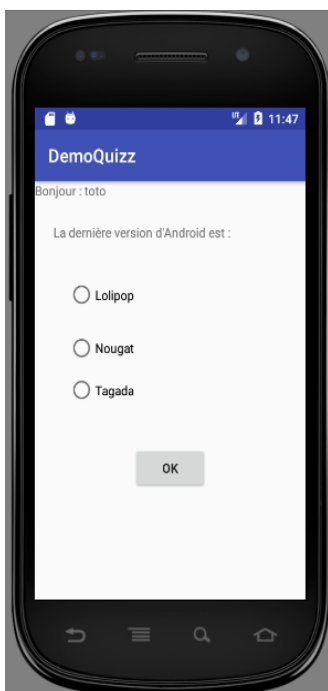 11:47
DemoQuizz
Bonjour : toto
La dernière version d'Android est :
Lolipop
Nougat
Tagada
OK